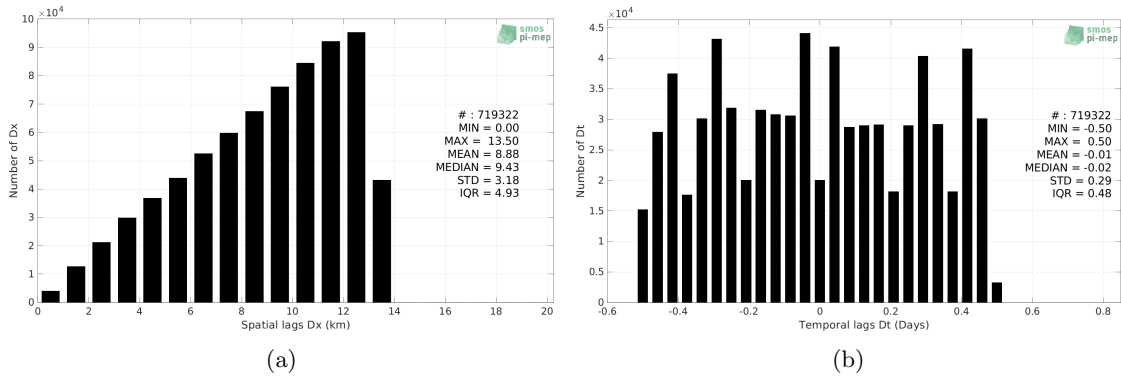 ×10⁴
10
9
8
7
6
5
4
3
2
1
0
Number of Dx
0 2 4 6 8 10 12 14 16 18 20
Spatial lags Dx (km)
smos
pi-mep
# : 719322
MIN = 0.00
MAX = 13.50
MEAN = 8.88
MEDIAN = 9.43
STD = 3.18
IQR = 4.93
(a)
×10⁴
4.5
4
3.5
3
2.5
2
1.5
1
0.5
0
Number of Dt
-0.6 -0.4 -0.2 0 0.2 0.4 0.6 0.8
Temporal lags Dt (Days)
smos
pi-mep
# : 719322
MIN = -0.50
MAX = 0.50
MEAN = -0.01
MEDIAN = -0.02
STD = 0.29
IQR = 0.48
(b)